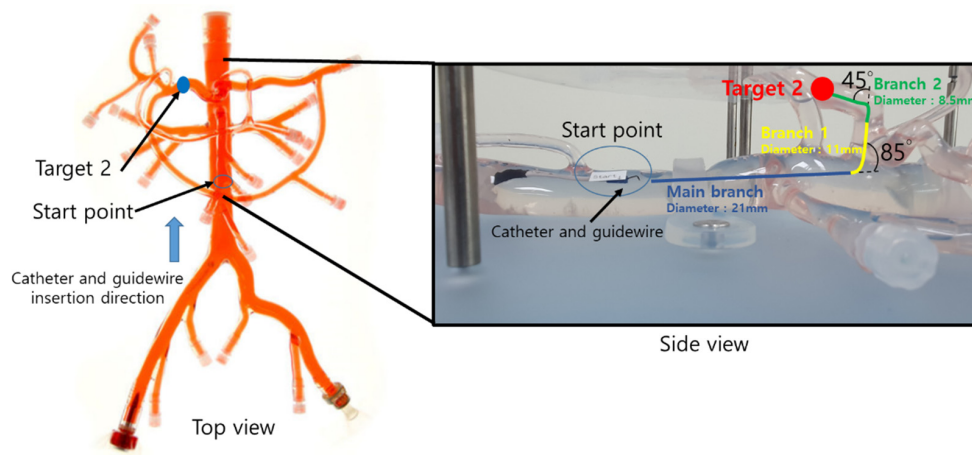 Target 2
Start point
Catheter and guidewire
insertion direction
Top view
Start point
Catheter and guidewire
Target 2
45°
Branch 2
Diameter : 8.5mm
Branch 1
Diameter : 11mm
85°
Main branch
Diameter : 21mm
Side view